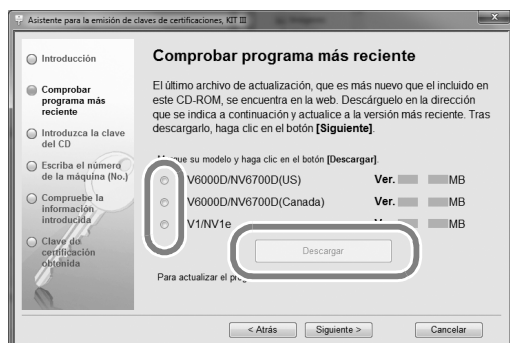 Asistente para la emisión de claves de certificaciones, KIT III
Introducción
Comprobar
programa más
reciente
Introduzca la clave
del CD
Escriba el número
de la máquina (No.)
Compruebe la
información
introducida
Clave de
certificación
obtenida
Comprobar programa más reciente
El último archivo de actualización, que es más nuevo que el incluido en
este CD-ROM, se encuentra en la web. Descárguelo en la dirección
que se indica a continuación y actualice a la versión más reciente. Tras
descargarlo, haga clic en el botón [Siguiente].
su modelo y haga clic en el botón [Descargar].
V6000D/NV6700D(US) Ver. MB
V6000D/NV6700D(Canada) Ver. MB
V1/NV1e MB
Descargar
Para actualizar el
< Atrás Siguiente > Cancelar